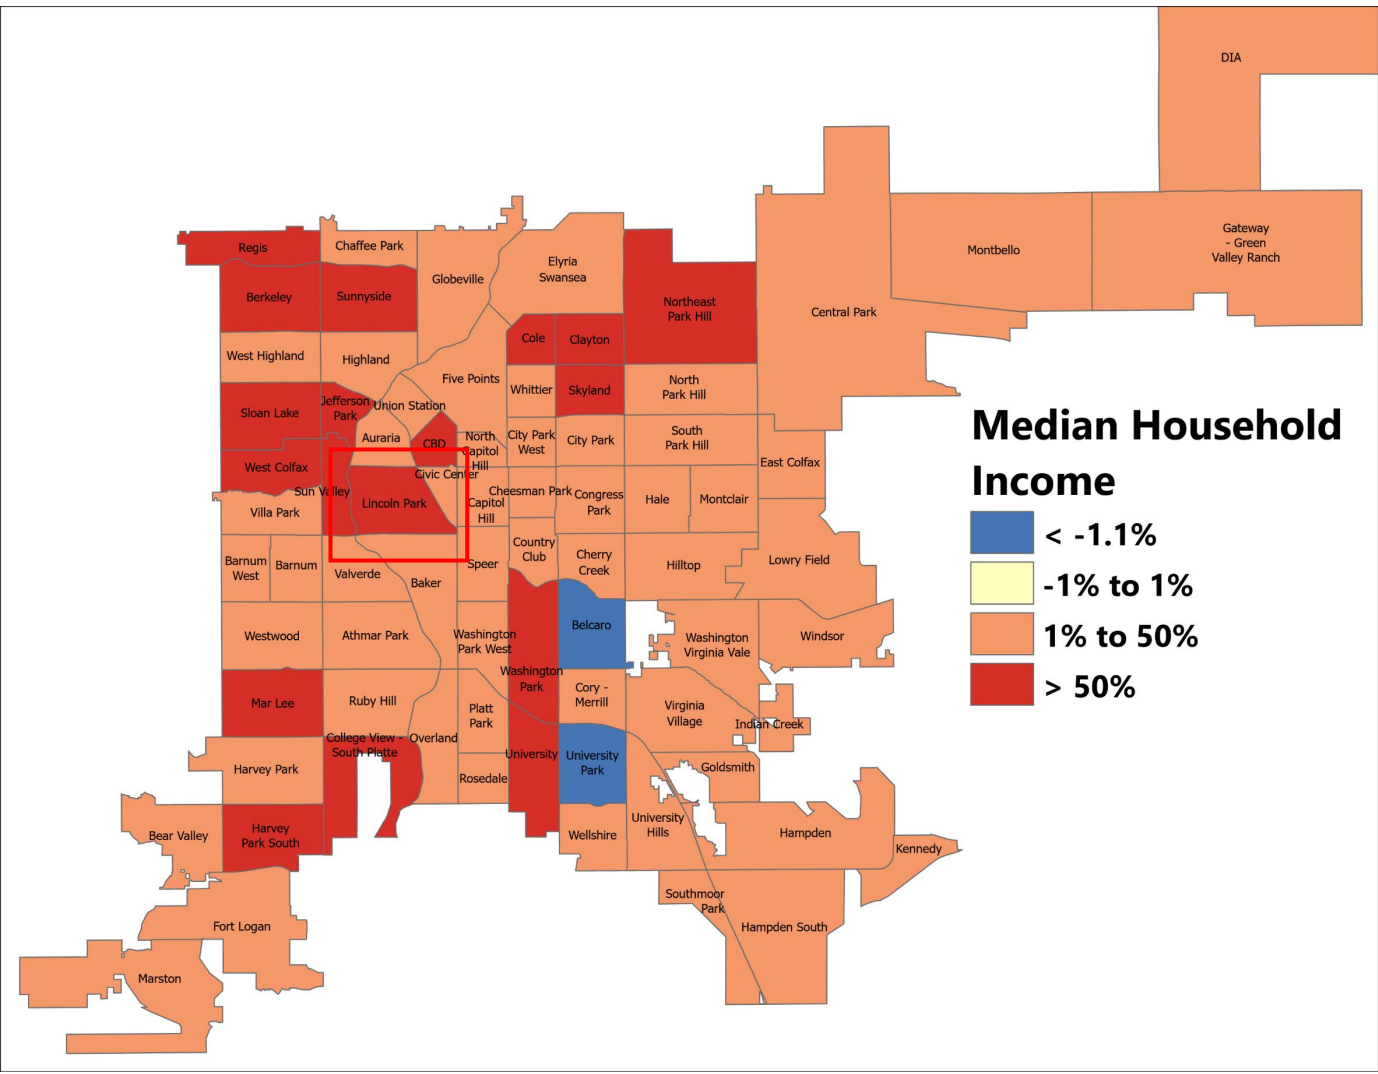 DIA
Gateway
- Green
Valley Ranch
Montbello
Regis
Chaffee Park
Globeville
Elyria
Swansea
Berkeley
Sunnyside
Northeast
Park Hill
Central Park
Cole
Clayton
West Highland
Highland
Five Points
Whittier
Skyland
North
Park Hill
Sloan Lake
Jefferson
Park
Union Station
Auraria
CBD
North
Capitol
Hill
City Park
West
City Park
South
Park Hill
East Colfax
West Colfax
Civic Center
Sun Valley
Lincoln Park
Capitol
Hill
Cheesman Park
Congress
Park
Hale
Montclair
Villa Park
Barnum
West
Barnum
Valverde
Baker
Speer
Country
Club
Cherry
Creek
Hilltop
Lowry Field
Westwood
Athmar Park
Washington
Park West
Belcaro
Washington
Virginia Vale
Windsor
Mar Lee
Ruby Hill
Platt
Park
Washington
Park
Cory -
Merrill
Virginia
Village
Indian Creek
College View -
South Platte
Overland
University
University
Park
Harvey Park
Rosedale
Goldsmith
Bear Valley
Harvey
Park South
Wellshire
University
Hills
Hampden
Kennedy
Southmoor
Park
Hampden South
Fort Logan
Marston
Median Household
Income
< -1.1%
-1% to 1%
1% to 50%
> 50%